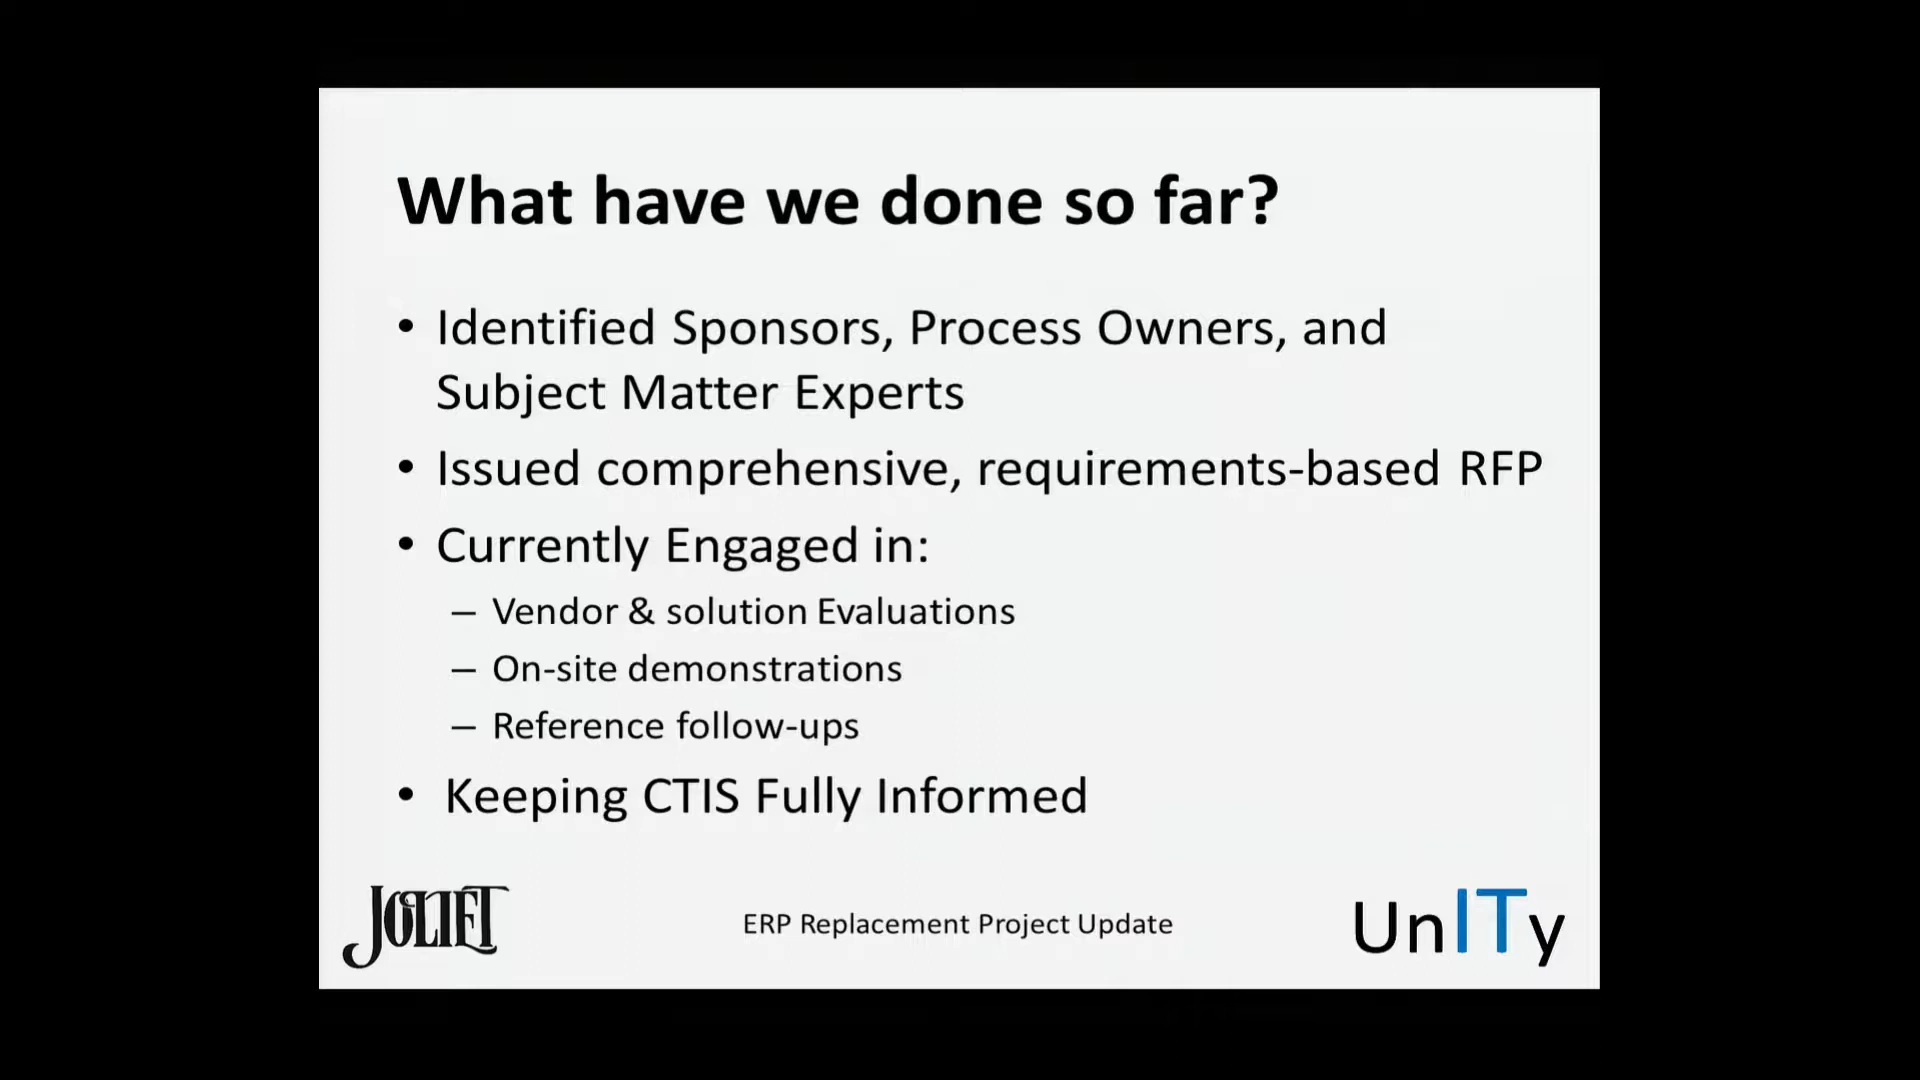 What have we done so far?
• Identified Sponsors, Process Owners, and
Subject Matter Experts
• Issued comprehensive, requirements-based RFP
• Currently Engaged in:
– Vendor & solution Evaluations
– On-site demonstrations
– Reference follow-ups
• Keeping CTIS Fully Informed
JOLIET
ERP Replacement Project Update
UnITy